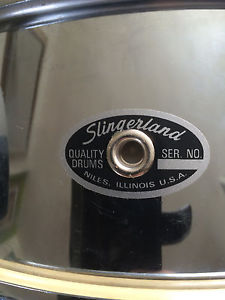 Slingerland
QUALITY SER. NO.
DRUMS
NILES, ILLINOIS U.S.A.